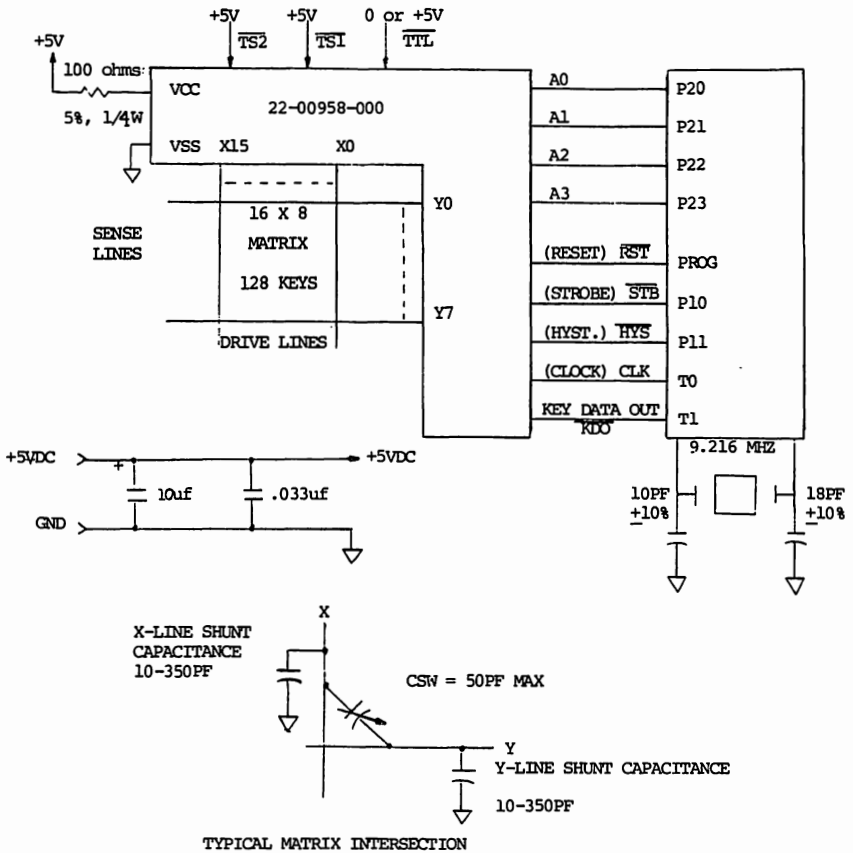 +5V +5V 0 or +5V
+5V TS2 TS1 TTL
100 ohms
5%, 1/4W
VCC
22-00958-000
VSS X15 X0
A0 P20
A1 P21
A2 P22
A3 P23
SENSE
LINES
16 X 8
MATRIX
128 KEYS
Y0
Y7
DRIVE LINES
(RESET) RST PROG
(STROBE) STB P10
(HYST.) HYS P11
(CLOCK) CLK T0
KEY DATA OUT T1
KDO
9.216 MHZ
+5VDC + +5VDC
10uf .033uf
GND
10PF
+10%
18PF
+10%
X
X-LINE SHUNT
CAPACITANCE
10-350PF
CSW = 50PF MAX
Y
Y-LINE SHUNT CAPACITANCE
10-350PF
TYPICAL MATRIX INTERSECTION